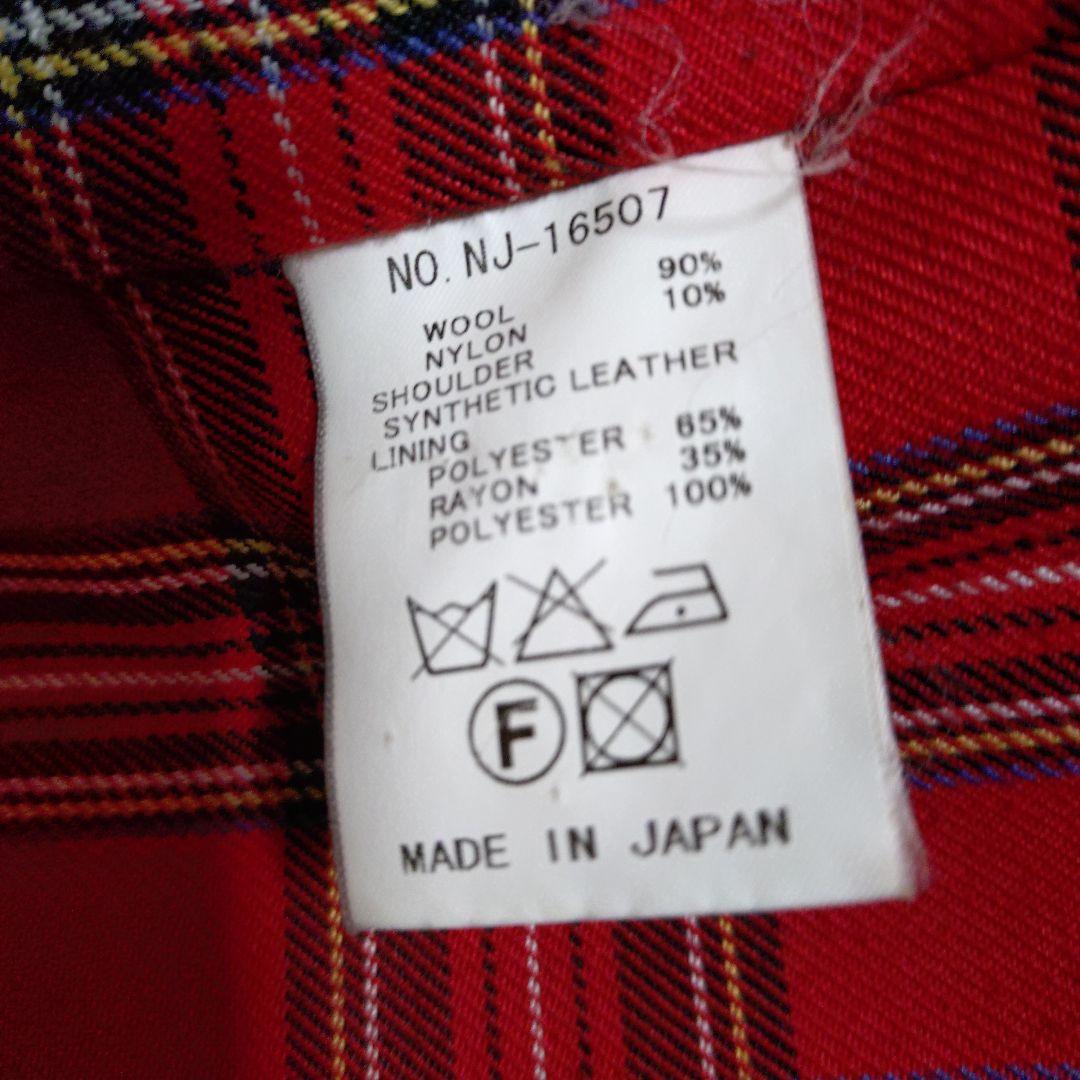 NO. NJ-16507
WOOL 90%
NYLON 10%
SHOULDER
SYNTHETIC LEATHER
LINING
POLYESTER 65%
RAYON 35%
POLYESTER 100%
F
MADE IN JAPAN